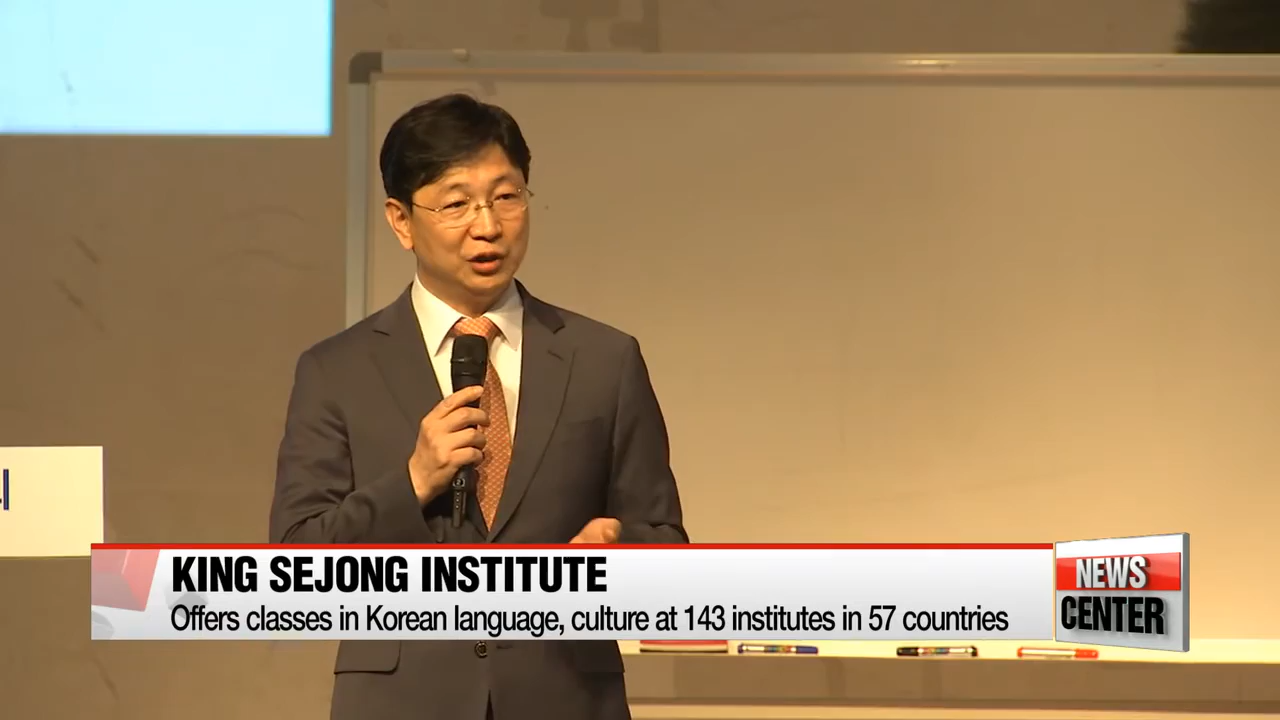 KING SEJONG INSTITUTE
Offers classes in Korean language, culture at 143 institutes in 57 countries
NEWS
CENTER